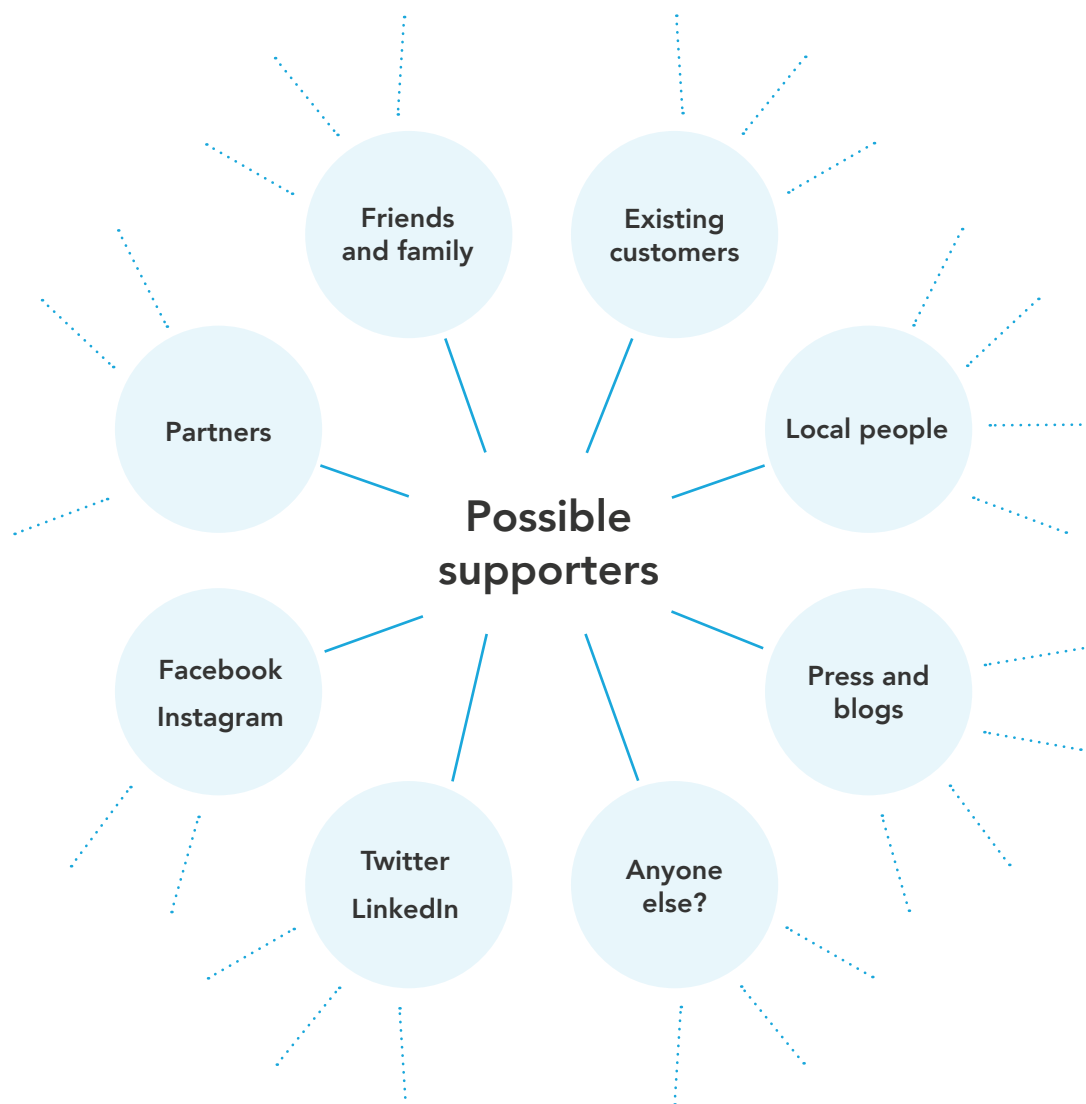 Friends
and family
Existing
customers
Partners
Local people
Possible
supporters
Facebook
Instagram
Press and
blogs
Twitter
LinkedIn
Anyone
else?